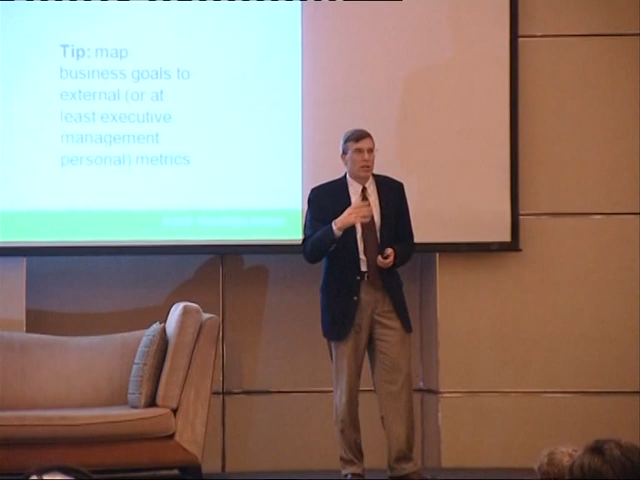 Tip: map
business goals to
external (or at
least executive
management
personal) metrics